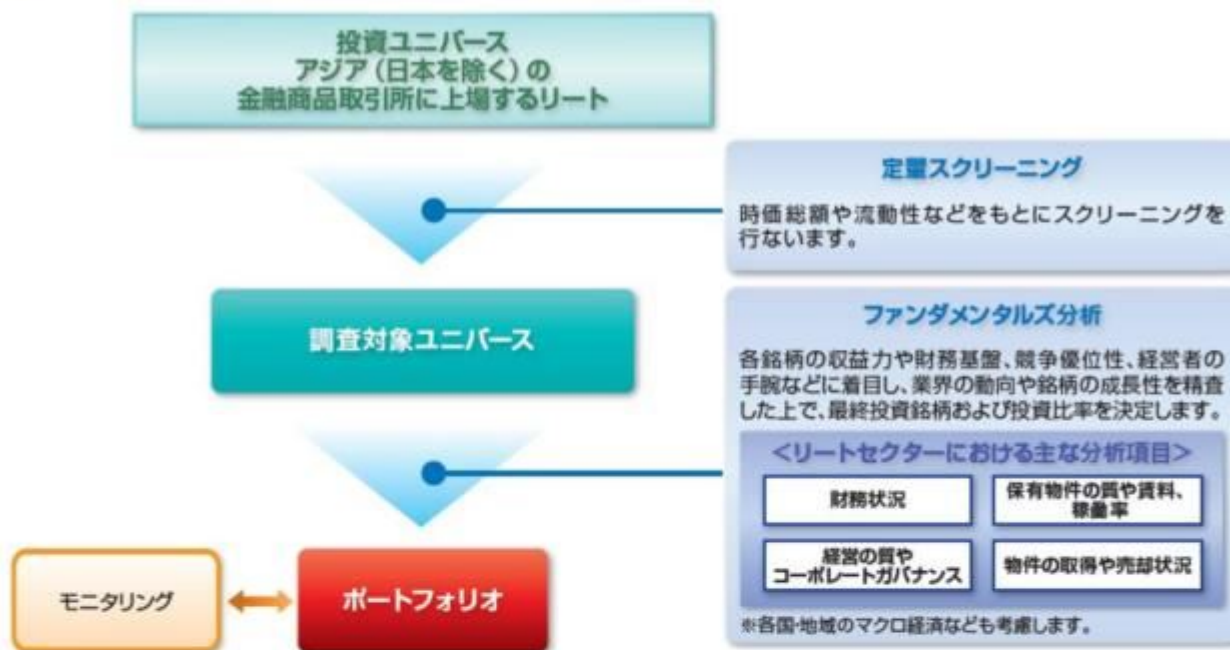 投資ユニバース
アジア(日本を除く)の
金融商品取引所に上場するリート
定量スクリーニング
時価総額や流動性などをもとにスクリーニングを
行ないます。
調査対象ユニバース
ファンダメンタルズ分析
各銘柄の収益力や財務基盤、競争優位性、経営者の
手腕などに着目し、業界の動向や銘柄の成長性を精査
した上で、最終投資銘柄および投資比率を決定します。
<リートセクターにおける主な分析項目>
財務状況
保有物件の質や賃料、
稼働率
経営の質や
コーポレートガバナンス
物件の取得や売却状況
※各国・地域のマクロ経済なども考慮します。
モニタリング
ポートフォリオ